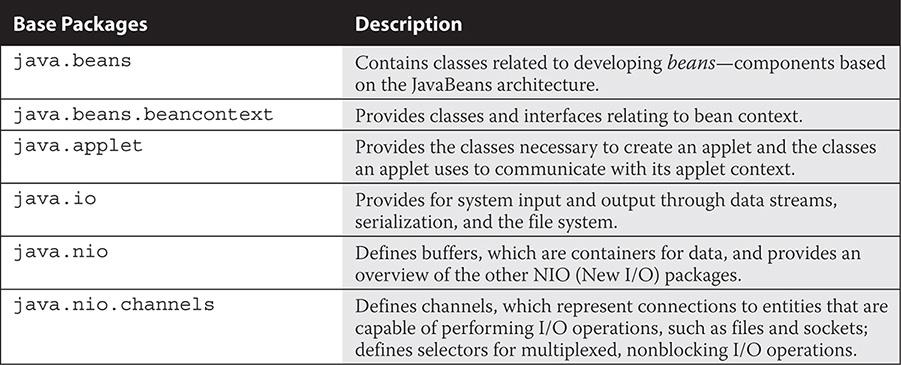 Base Packages Description
java.beans Contains classes related to developing beans—components based
on the JavaBeans architecture.
java.beans.beancontext Provides classes and interfaces relating to bean context.
java.applet Provides the classes necessary to create an applet and the classes
an applet uses to communicate with its applet context.
java.io Provides for system input and output through data streams,
serialization, and the file system.
java.nio Defines buffers, which are containers for data, and provides an
overview of the other NIO (New I/O) packages.
java.nio.channels Defines channels, which represent connections to entities that are
capable of performing I/O operations, such as files and sockets;
defines selectors for multiplexed, nonblocking I/O operations.